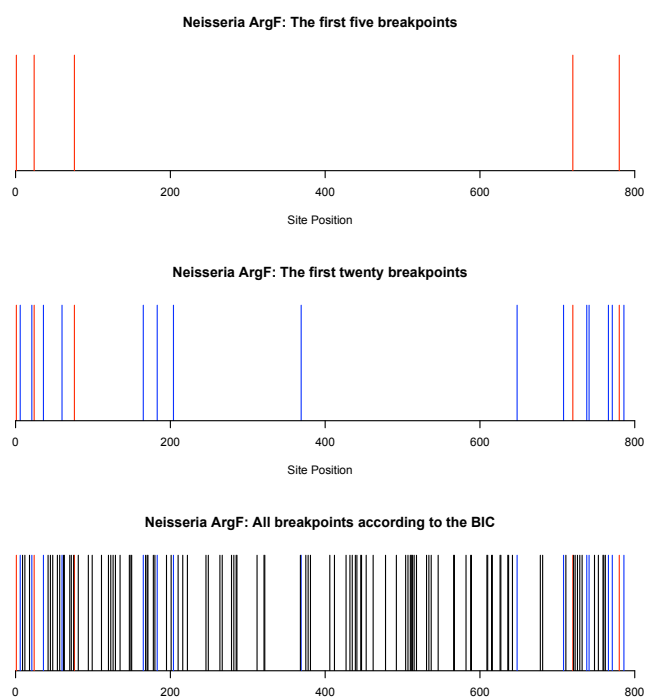 Neisseria ArgF: The first five breakpoints
0 200 400 600 800
Site Position
Neisseria ArgF: The first twenty breakpoints
0 200 400 600 800
Site Position
Neisseria ArgF: All breakpoints according to the BIC
0 200 400 600 800